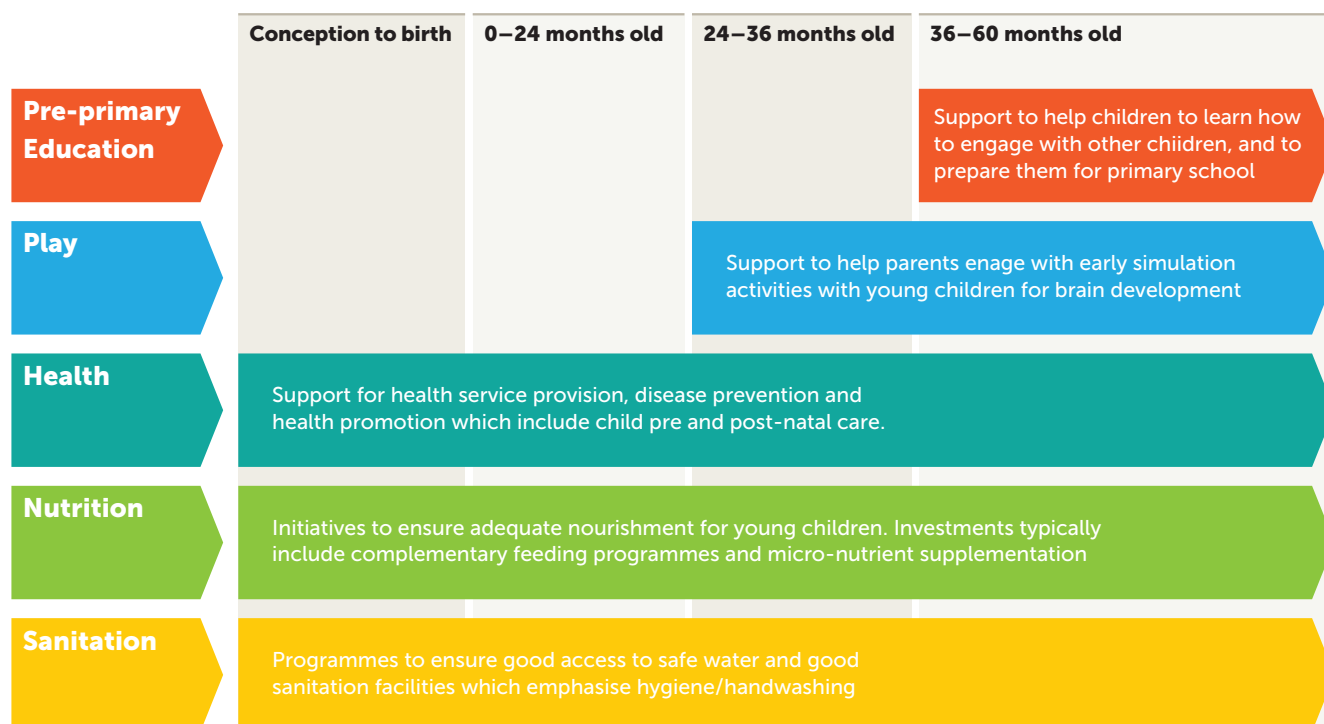 Conception to birth
0–24 months old
24–36 months old
36–60 months old
Pre-primary
Education
Support to help children to learn how
to engage with other chiidren, and to
prepare them for primary school
Play
Support to help parents enage with early simulation
activities with young children for brain development
Health
Support for health service provision, disease prevention and
health promotion which include child pre and post-natal care.
Nutrition
Initiatives to ensure adequate nourishment for young children. Investments typically
include complementary feeding programmes and micro-nutrient supplementation
Sanitation
Programmes to ensure good access to safe water and good
sanitation facilities which emphasise hygiene/handwashing